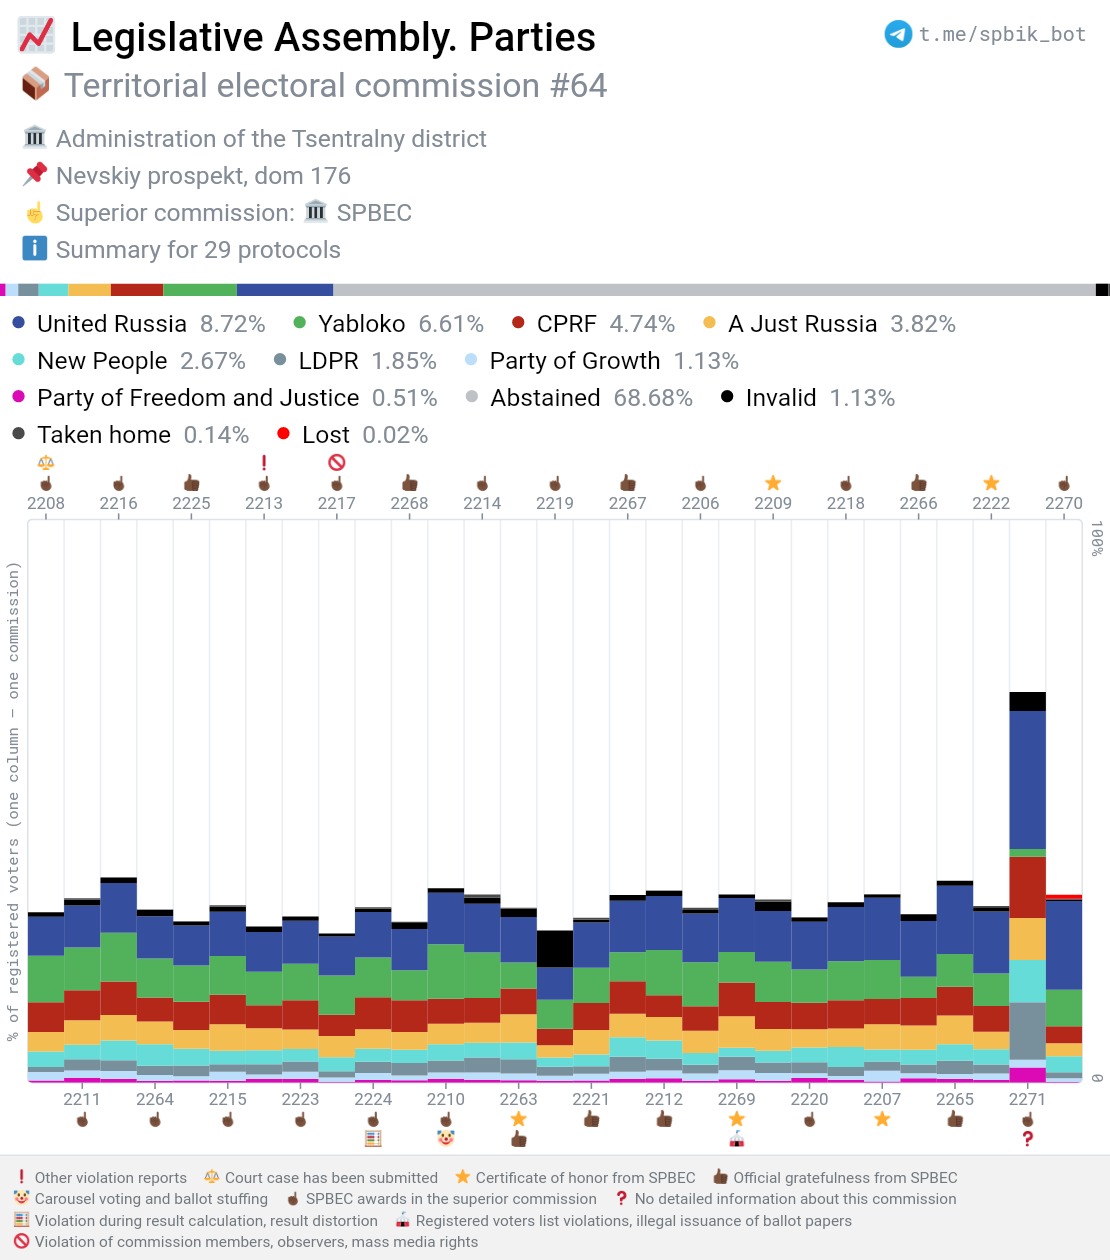 Legislative Assembly. Parties
t.me/spbik_bot
Territorial electoral commission #64
Administration of the Tsentralny district
Nevskiy prospekt, dom 176
Superior commission: SPBEC
Summary for 29 protocols
United Russia 8.72% Yabloko 6.61% CPRF 4.74% A Just Russia 3.82%
New People 2.67% LDPR 1.85% Party of Growth 1.13%
Party of Freedom and Justice 0.51% Abstained 68.68% Invalid 1.13%
Taken home 0.14% Lost 0.02%
2208 2216 2225 2213 2217 2268 2214 2219 2267 2206 2209 2218 2266 2222 2270
100%
% of registered voters (one column – one commission)
0
2211 2264 2215 2223 2224 2210 2263 2221 2212 2269 2220 2207 2265 2271
Other violation reports Court case has been submitted Certificate of honor from SPBEC Official gratefulness from SPBEC
Carousel voting and ballot stuffing SPBEC awards in the superior commission No detailed information about this commission
Violation during result calculation, result distortion Registered voters list violations, illegal issuance of ballot papers
Violation of commission members, observers, mass media rights